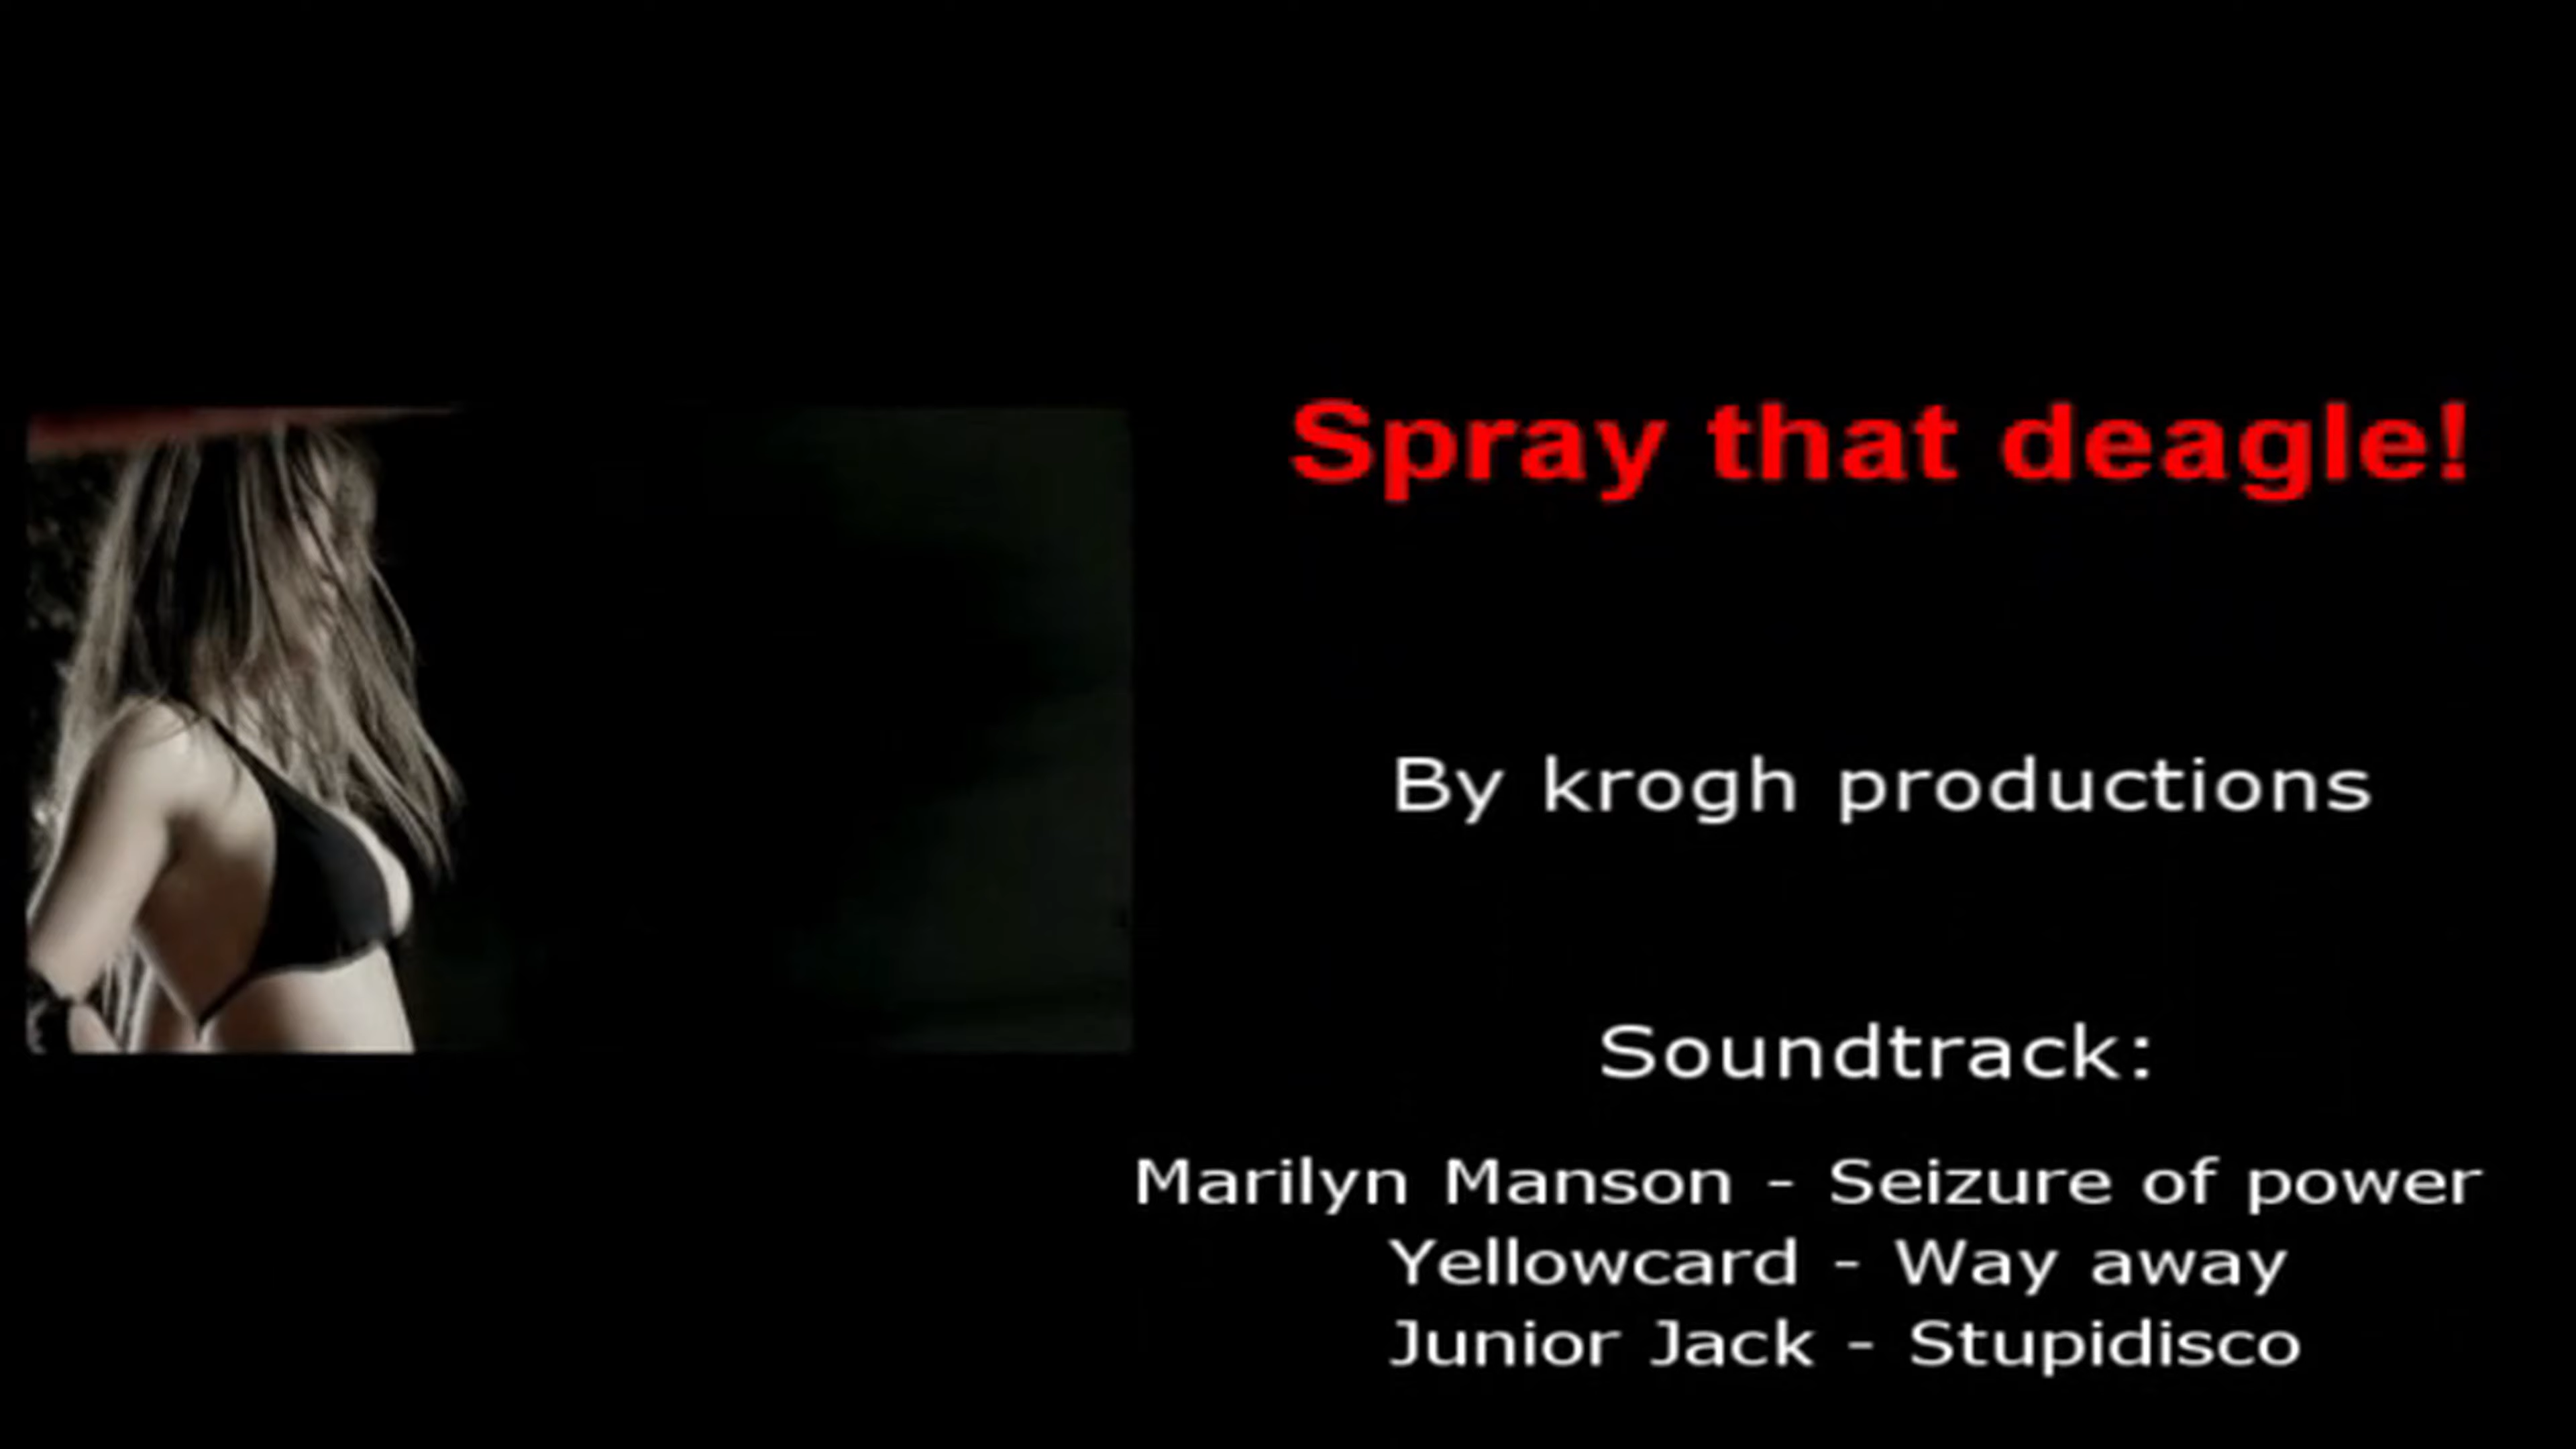 Spray that deagle!
By krogh productions
Soundtrack:
Marilyn Manson - Seizure of power
Yellowcard - Way away
Junior Jack - Stupidisco